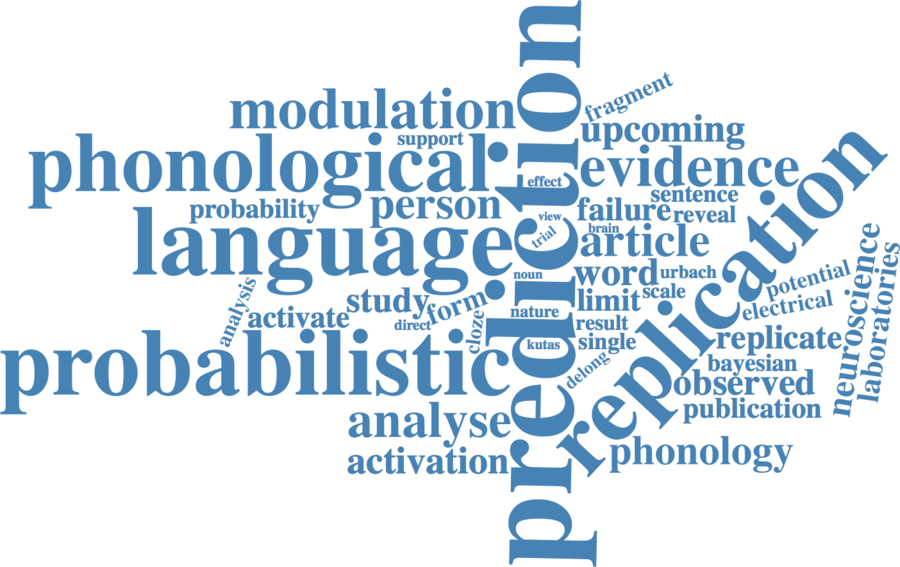 prediction
fragment
modulation
upcoming
support
phonological
evidence
effect
sentence
probability
person
failure
reveal
view
brain
trial
language
article
replication
noun
word
urbach
potential
neuroscience
laboratories
analysis
study
form
limit
scale
electrical
activate
direct
nature
result
cloze
kutas
single
replicate
probabilistic
delong
bayesian
observed
analyse
publication
activation
phonology